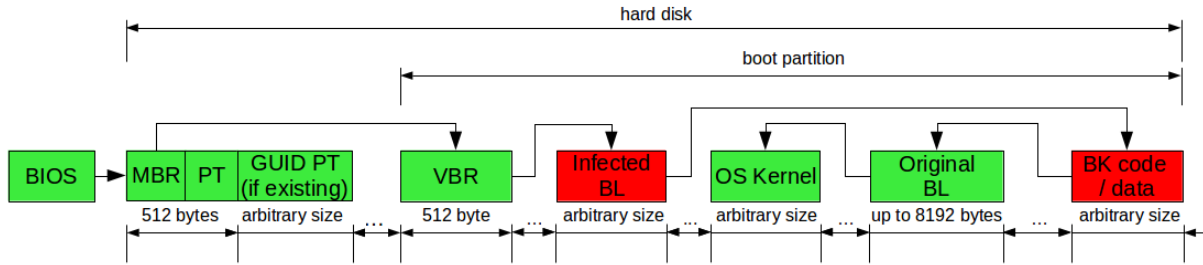 hard disk
boot partition
BIOS
MBR
PT
GUID PT
(if existing)
VBR
Infected
BL
OS Kernel
Original
BL
BK code
/ data
512 bytes
arbitrary size
...
512 byte
...
arbitrary size
...
arbitrary size
...
up to 8192 bytes
...
arbitrary size